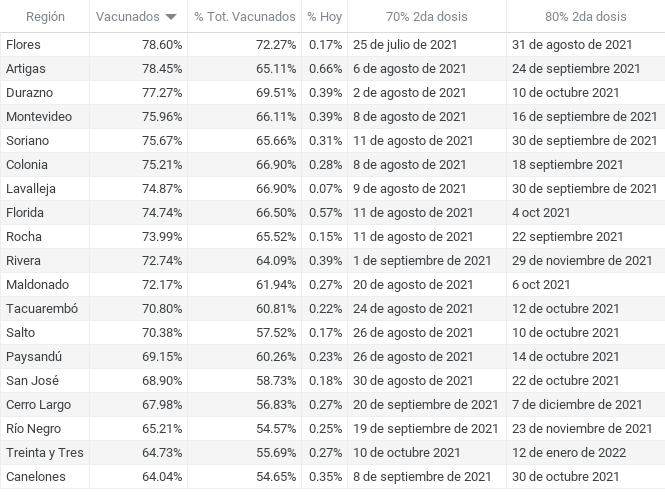 Región Vacunados % Tot. Vacunados % Hoy 70% 2da dosis 80% 2da dosis
Flores 78.60% 72.27% 0.17% 25 de julio de 2021 31 de agosto de 2021
Artigas 78.45% 65.11% 0.66% 6 de agosto de 2021 24 de septiembre de 2021
Durazno 77.27% 69.51% 0.39% 2 de agosto de 2021 10 de octubre de 2021
Montevideo 75.96% 66.11% 0.39% 8 de agosto de 2021 16 de septiembre de 2021
Soriano 75.67% 65.66% 0.31% 11 de agosto de 2021 30 de septiembre de 2021
Colonia 75.21% 66.90% 0.28% 8 de agosto de 2021 18 septiembre 2021
Lavalleja 74.87% 66.90% 0.07% 9 de agosto de 2021 30 de septiembre de 2021
Florida 74.74% 66.50% 0.57% 11 de agosto de 2021 4 oct 2021
Rocha 73.99% 65.52% 0.15% 11 de agosto de 2021 22 septiembre 2021
Rivera 72.74% 64.09% 0.39% 1 de septiembre de 2021 29 de noviembre de 2021
Maldonado 72.17% 61.94% 0.27% 20 de agosto de 2021 6 oct 2021
Tacuarembó 70.80% 60.81% 0.22% 24 de agosto de 2021 12 de octubre 2021
Salto 70.38% 57.52% 0.17% 26 de agosto de 2021 10 de octubre 2021
Paysandú 69.15% 60.26% 0.23% 26 de agosto de 2021 14 de octubre 2021
San José 68.90% 58.73% 0.18% 30 de agosto de 2021 22 de octubre 2021
Cerro Largo 67.98% 56.83% 0.27% 20 de septiembre de 2021 7 de diciembre de 2021
Río Negro 65.21% 54.57% 0.25% 19 de septiembre de 2021 23 de noviembre de 2021
Treinta y Tres 64.73% 55.69% 0.27% 10 de octubre 2021 12 de enero de 2022
Canelones 64.04% 54.65% 0.35% 8 de septiembre de 2021 30 de octubre 2021